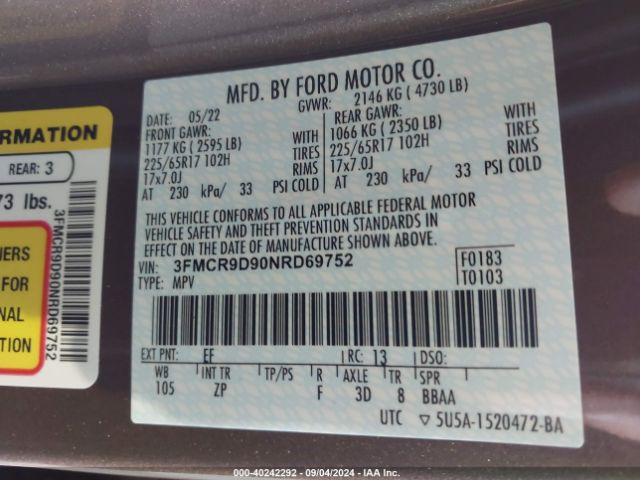 MFD. BY FORD MOTOR CO.
DATE: 05/22
GVWR: 2146 KG ( 4730 LB)
FRONT GAWR:
1177 KG ( 2595 LB) WITH
225/65R17 102H TIRES
17x7.0J RIMS
AT 230 kPa/ 33 PSI COLD
REAR GAWR:
1066 KG ( 2350 LB) WITH
225/65R17 102H TIRES
17x7.0J RIMS
AT 230 kPa/ 33 PSI COLD
THIS VEHICLE CONFORMS TO ALL APPLICABLE FEDERAL MOTOR
VEHICLE SAFETY AND THEFT PREVENTION STANDARDS IN
EFFECT ON THE DATE OF MANUFACTURE SHOWN ABOVE.
VIN: 3FMCR9D90NRD69752
TYPE: MPV
F0183
T0103
EXT PNT: EF RC: 13 DSO:
WB INT TR TP/PS R AXLE TR SPR
105 ZP F 3D 8 BBAA
UTC ▽ 5U5A-1520472-BA
ORMATION
REAR: 3
73 lbs.
3FMCR9D90NRD69752
ERS
FOR
NAL
TION
000-40242292 - 09/04/2024 - IAA Inc.